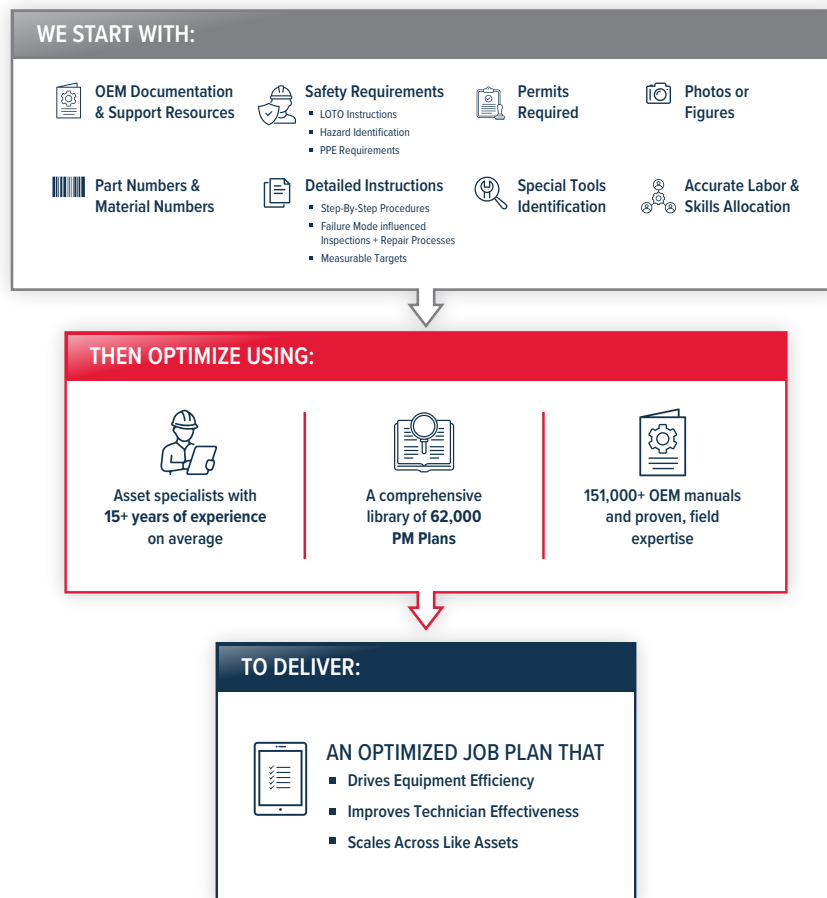 WE START WITH:
OEM Documentation
& Support Resources
Safety Requirements
▪ LOTO Instructions
▪ Hazard Identification
▪ PPE Requirements
Permits
Required
Photos or
Figures
Part Numbers &
Material Numbers
Detailed Instructions
▪ Step-By-Step Procedures
▪ Failure Mode influenced
Inspections + Repair Processes
▪ Measurable Targets
Special Tools
Identification
Accurate Labor &
Skills Allocation
THEN OPTIMIZE USING:
Asset specialists with
15+ years of experience
on average
A comprehensive
library of 62,000
PM Plans
151,000+ OEM manuals
and proven, field
expertise
TO DELIVER:
AN OPTIMIZED JOB PLAN THAT
▪ Drives Equipment Efficiency
▪ Improves Technician Effectiveness
▪ Scales Across Like Assets